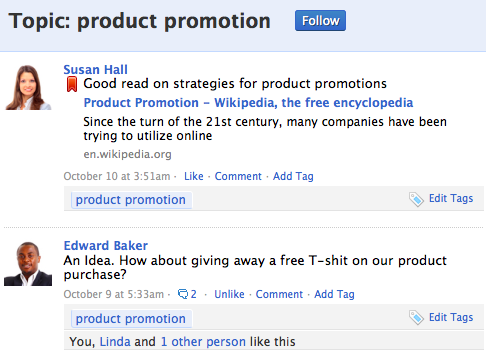 Topic: product promotion Follow
Susan Hall
Good read on strategies for product promotions
Product Promotion – Wikipedia, the free encyclopedia
Since the turn of the 21st century, many companies have been
trying to utilize online
en.wikipedia.org
October 10 at 3:51am · Like · Comment · Add Tag
product promotion Edit Tags
Edward Baker
An Idea. How about giving away a free T-shit on our product
purchase?
October 9 at 5:33am · 2 · Unlike · Comment · Add Tag
product promotion Edit Tags
You, Linda and 1 other person like this